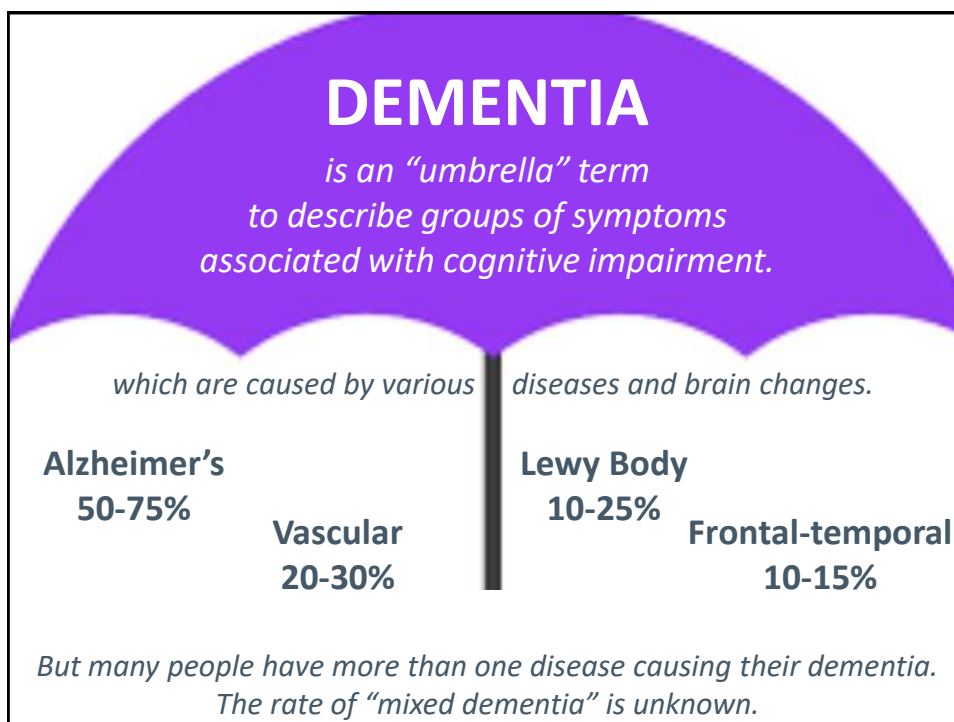 DEMENTIA
is an “umbrella” term
to describe groups of symptoms
associated with cognitive impairment.
which are caused by various diseases and brain changes.
Alzheimer’s
50-75%
Vascular
20-30%
Lewy Body
10-25%
Frontal-temporal
10-15%
But many people have more than one disease causing their dementia.
The rate of “mixed dementia” is unknown.